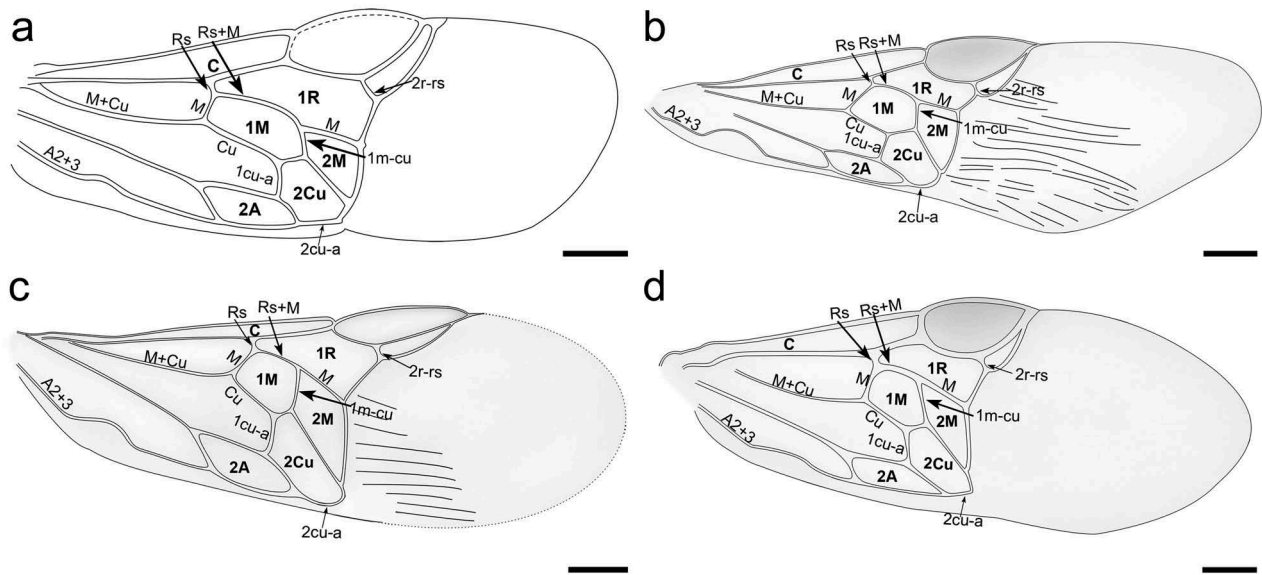 a
Rs
Rs+M
C
2r-rs
1R
M+Cu
M
1M
M
1m-cu
Cu
2M
A2+3
1cu-a
2Cu
2A
2cu-a
b
Rs
Rs+M
C
2r-rs
1R
M+Cu
M
M
1M
1m-cu
A2+3
Cu
2M
1cu-a
2Cu
2A
2cu-a
c
Rs
Rs+M
C
1R
M+Cu
M
2r-rs
1M
M
A2+3
Cu
1m-cu
2M
1cu-a
2Cu
2A
2cu-a
d
Rs
Rs+M
C
1R
2r-rs
M+Cu
M
M
1M
1m-cu
Cu
2M
A2+3
1cu-a
2Cu
2A
2cu-a